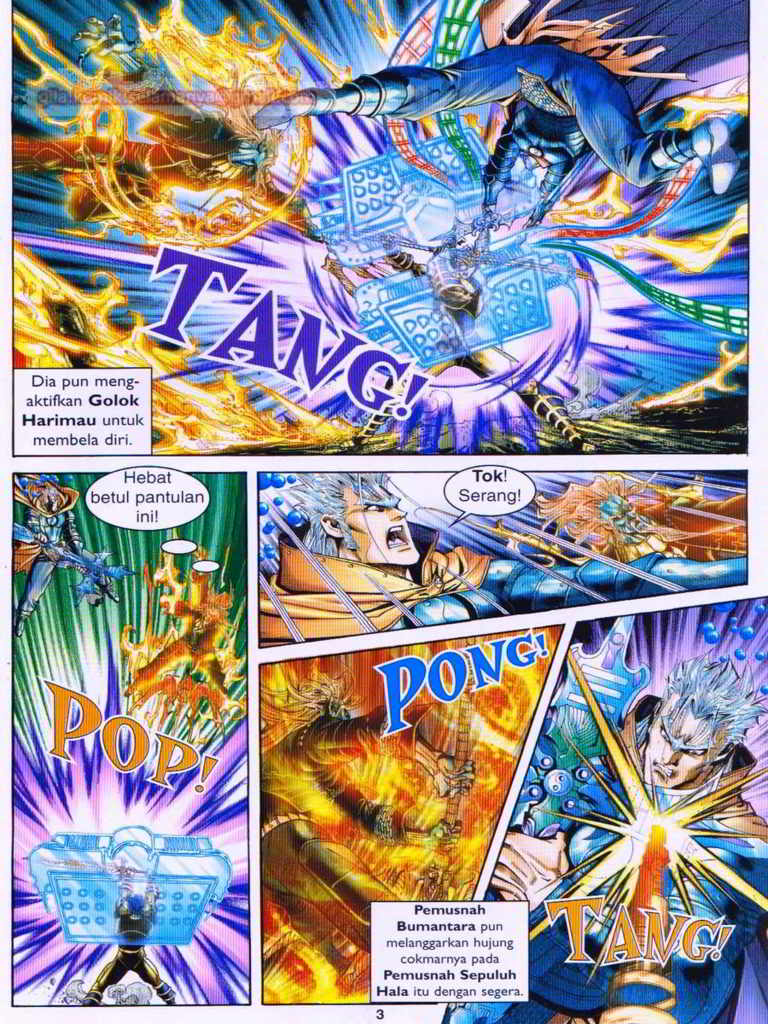 TANG!
Dia pun meng-
aktifkan Golok
Harimau untuk
membela diri.
Hebat
betul pantulan
ini!
POP!
Tok!
Serang!
PONG!
Pemusnah
Bumantara pun
melanggarkan hujung
cokmarnya pada
Pemusnah Sepuluh
Hala itu dengan segera.
TANG!
3